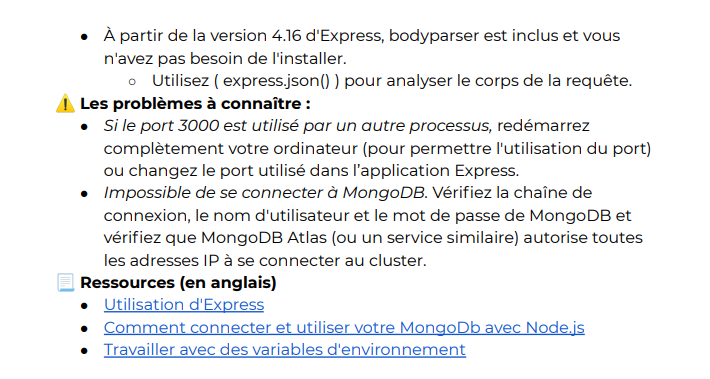 ● À partir de la version 4.16 d'Express, bodyparser est inclus et vous
n'avez pas besoin de l'installer.
○ Utilisez ( express.json() ) pour analyser le corps de la requête.
⚠️ Les problèmes à connaître :
● Si le port 3000 est utilisé par un autre processus, redémarrez
complètement votre ordinateur (pour permettre l'utilisation du port)
ou changez le port utilisé dans l’application Express.
● Impossible de se connecter à MongoDB. Vérifiez la chaîne de
connexion, le nom d'utilisateur et le mot de passe de MongoDB et
vérifiez que MongoDB Atlas (ou un service similaire) autorise toutes
les adresses IP à se connecter au cluster.
📃 Ressources (en anglais)
● Utilisation d'Express
● Comment connecter et utiliser votre MongoDb avec Node.js
● Travailler avec des variables d'environnement